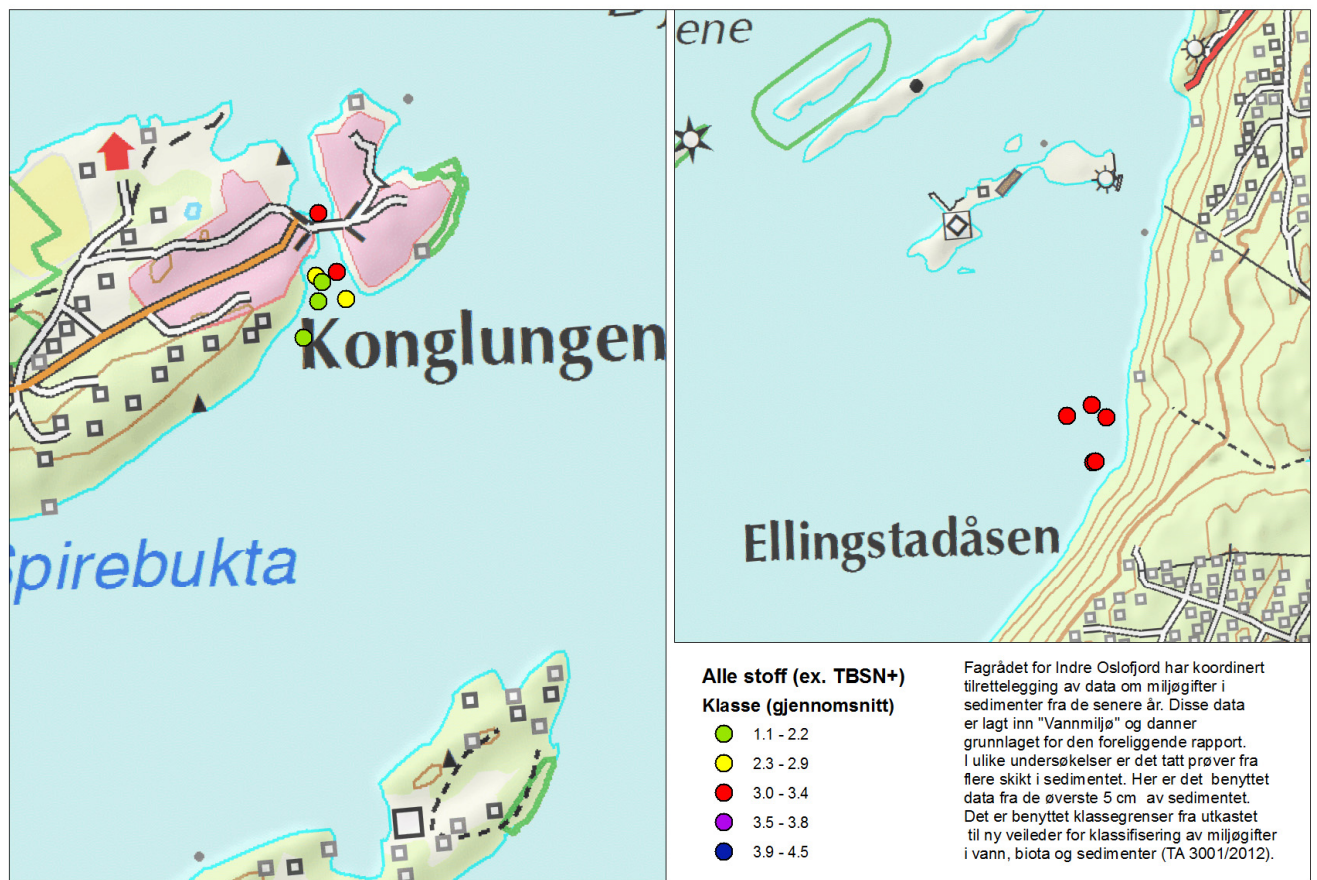 ene
Konglungen
Spirebukta
Ellingstadåsen
Alle stoff (ex. TBSN+)
Klasse (gjennomsnitt)
1.1 - 2.2
2.3 - 2.9
3.0 - 3.4
3.5 - 3.8
3.9 - 4.5
Fagrådet for Indre Oslofjord har koordinert
tilrettelegging av data om miljøgifter i
sedimenter fra de senere år. Disse data
er lagt inn "Vannmiljø" og danner
grunnlaget for den foreliggende rapport.
I ulike undersøkelser er det tatt prøver fra
flere skikt i sedimentet. Her er det benyttet
data fra de øverste 5 cm av sedimentet.
Det er benyttet klassegrenser fra utkastet
til ny veileder for klassifisering av miljøgifter
i vann, biota og sedimenter (TA 3001/2012).